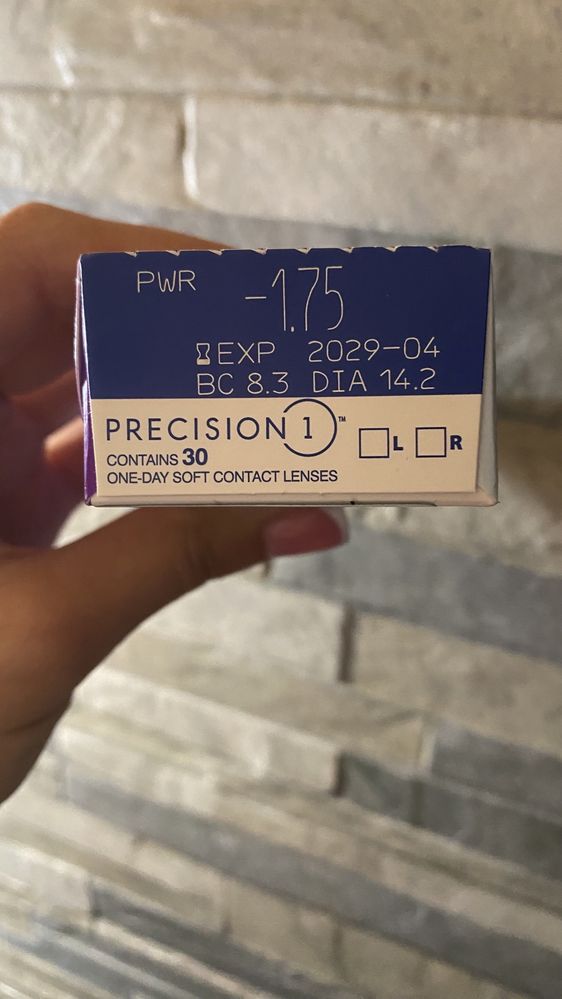 PWR -1.75
EXP 2029-04
BC 8.3 DIA 14.2
PRECISION 1™
L R
CONTAINS 30
ONE-DAY SOFT CONTACT LENSES